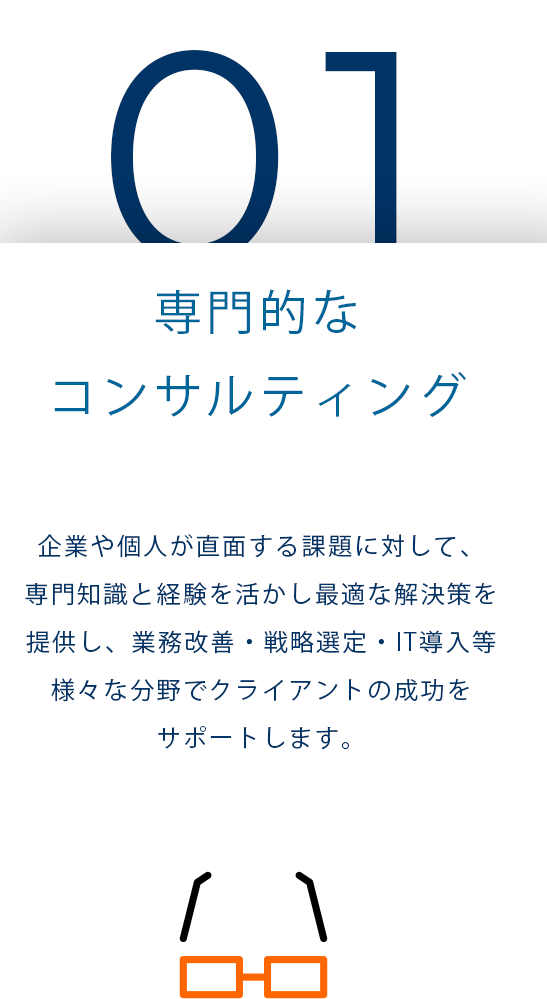 01
専門的な
コンサルティング
企業や個人が直面する課題に対して、
専門知識と経験を活かし最適な解決策を
提供し、業務改善・戦略選定・IT導入等
様々な分野でクライアントの成功を
サポートします。